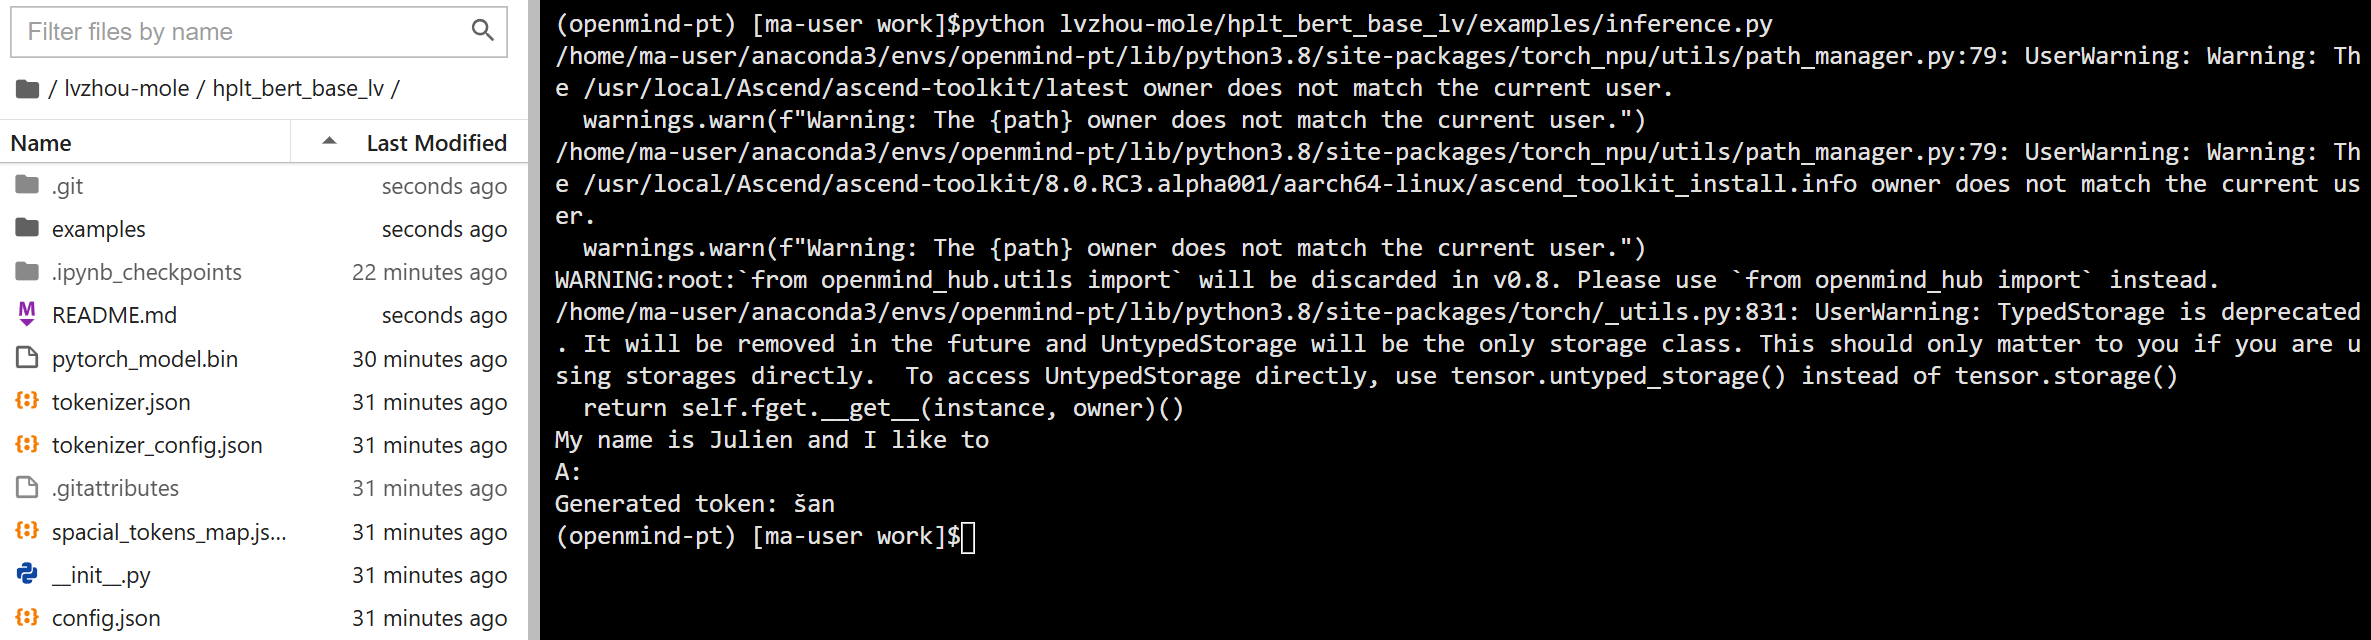 Filter files by name
/ lvzhou-mole / hplt_bert_base_lv /
Name Last Modified
.git seconds ago
examples seconds ago
.ipynb_checkpoints 22 minutes ago
README.md seconds ago
pytorch_model.bin 30 minutes ago
tokenizer.json 31 minutes ago
tokenizer_config.json 31 minutes ago
.gitattributes 31 minutes ago
spacial_tokens_map.js... 31 minutes ago
__init__.py 31 minutes ago
config.json 31 minutes ago
(openmind-pt) [ma-user work]$python lvzhou-mole/hplt_bert_base_lv/examples/inference.py
/home/ma-user/anaconda3/envs/openmind-pt/lib/python3.8/site-packages/torch_npu/utils/path_manager.py:79: UserWarning: Warning: Th
e /usr/local/Ascend/ascend-toolkit/latest owner does not match the current user.
  warnings.warn(f"Warning: The {path} owner does not match the current user.")
/home/ma-user/anaconda3/envs/openmind-pt/lib/python3.8/site-packages/torch_npu/utils/path_manager.py:79: UserWarning: Warning: Th
e /usr/local/Ascend/ascend-toolkit/8.0.RC3.alpha001/aarch64-linux/ascend_toolkit_install.info owner does not match the current us
er.
  warnings.warn(f"Warning: The {path} owner does not match the current user.")
WARNING:root:`from openmind_hub.utils import` will be discarded in v0.8. Please use `from openmind_hub import` instead.
/home/ma-user/anaconda3/envs/openmind-pt/lib/python3.8/site-packages/torch/_utils.py:831: UserWarning: TypedStorage is deprecated
. It will be removed in the future and UntypedStorage will be the only storage class. This should only matter to you if you are u
sing storages directly.  To access UntypedStorage directly, use tensor.untyped_storage() instead of tensor.storage()
  return self.fget.__get__(instance, owner)()
My name is Julien and I like to
A:
Generated token: šan
(openmind-pt) [ma-user work]$